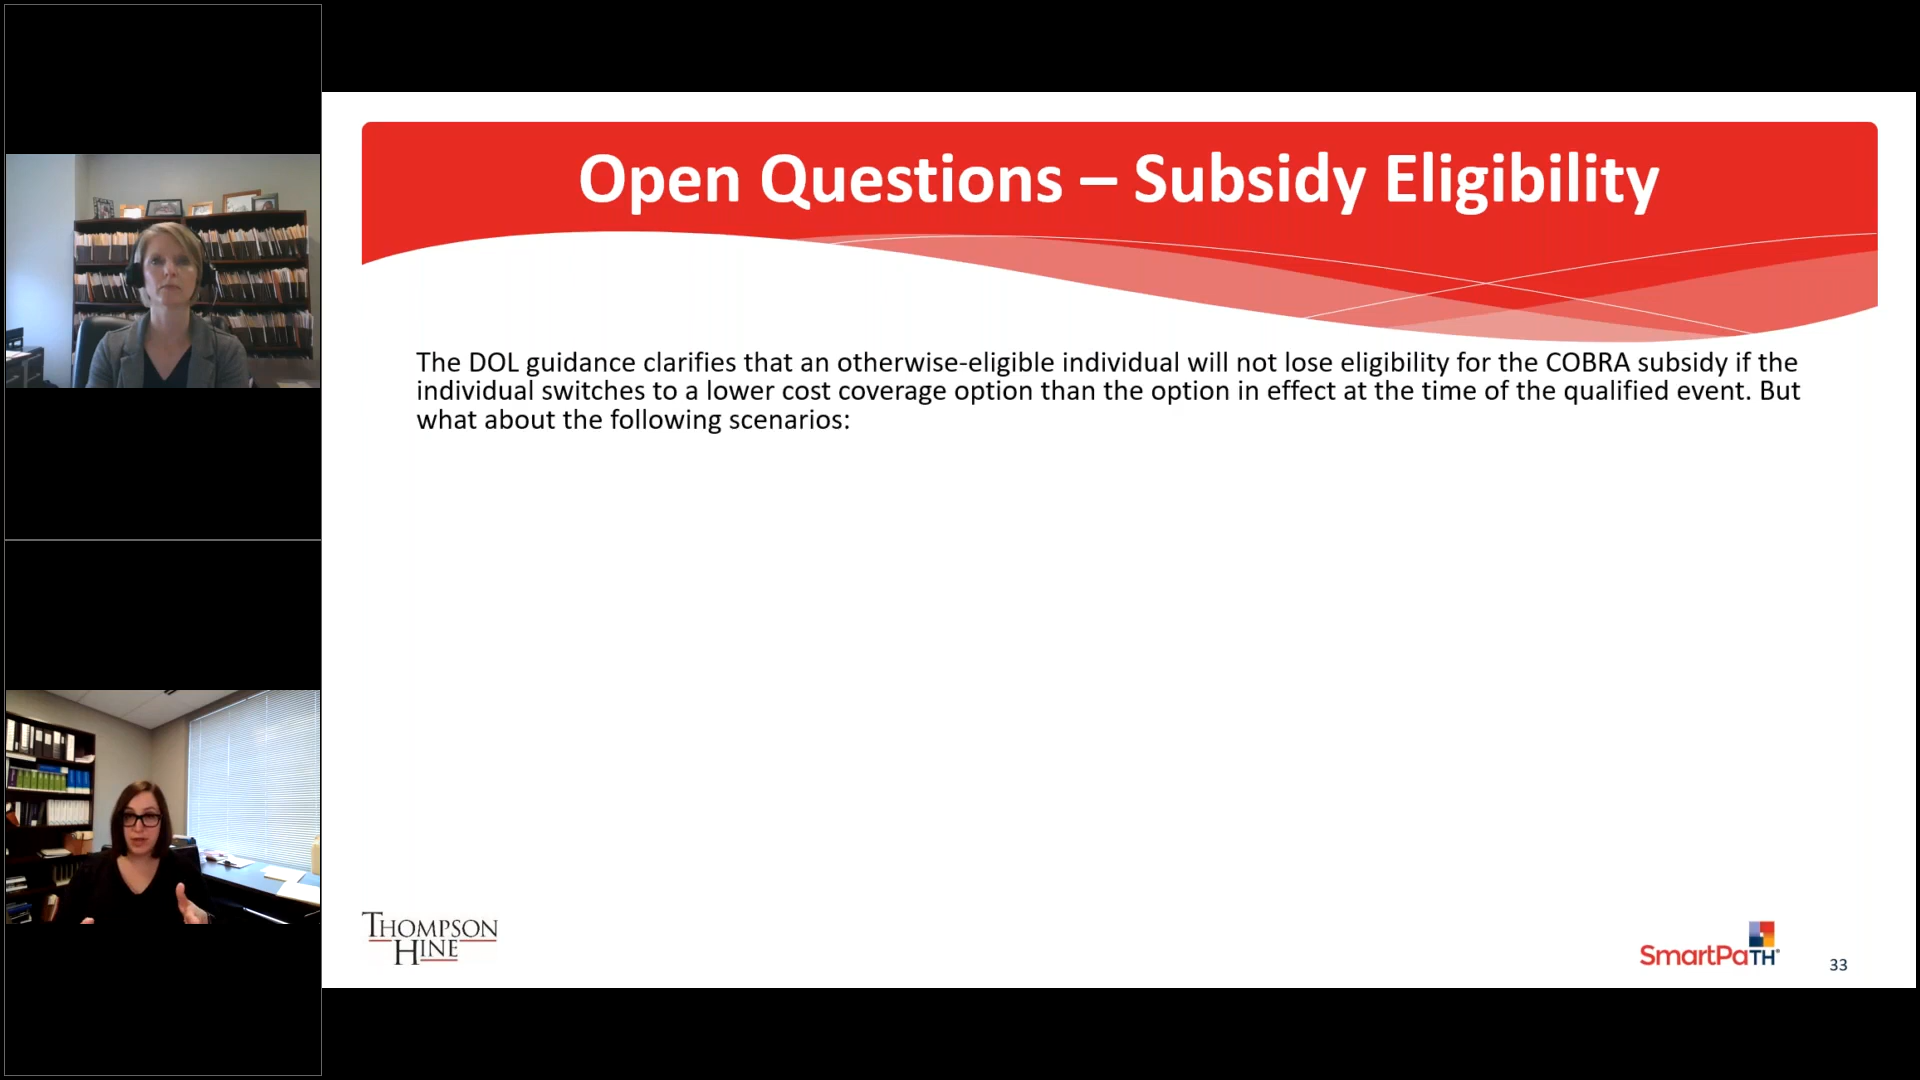 Open Questions – Subsidy Eligibility
The DOL guidance clarifies that an otherwise-eligible individual will not lose eligibility for the COBRA subsidy if the
individual switches to a lower cost coverage option than the option in effect at the time of the qualified event. But
what about the following scenarios:
THOMPSON
HINE
SmartPaTH
33